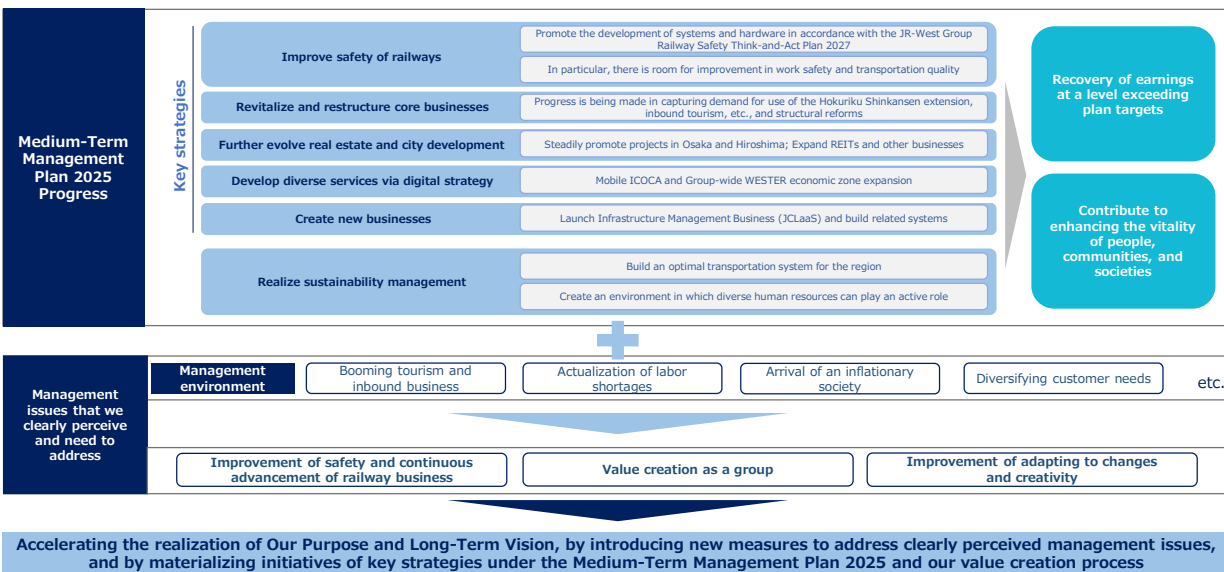 Medium-Term
Management
Plan 2025
Progress
Key strategies
Improve safety of railways
Promote the development of systems and hardware in accordance with the JR-West Group
Railway Safety Think-and-Act Plan 2027
In particular, there is room for improvement in work safety and transportation quality
Revitalize and restructure core businesses
Progress is being made in capturing demand for use of the Hokuriku Shinkansen extension,
inbound tourism, etc., and structural reforms
Further evolve real estate and city development
Steadily promote projects in Osaka and Hiroshima; Expand REITs and other businesses
Develop diverse services via digital strategy
Mobile ICOCA and Group-wide WESTER economic zone expansion
Create new businesses
Launch Infrastructure Management Business (JCLaaS) and build related systems
Realize sustainability management
Build an optimal transportation system for the region
Create an environment in which diverse human resources can play an active role
Recovery of earnings
at a level exceeding
plan targets
Contribute to
enhancing the vitality
of people,
communities, and
societies
Management
issues that we
clearly perceive
and need to
address
Management
environment
Booming tourism and
inbound business
Actualization of labor
shortages
Arrival of an inflationary
society
Diversifying customer needs
etc.
Improvement of safety and continuous
advancement of railway business
Value creation as a group
Improvement of adapting to changes
and creativity
Accelerating the realization of Our Purpose and Long-Term Vision, by introducing new measures to address clearly perceived management issues,
and by materializing initiatives of key strategies under the Medium-Term Management Plan 2025 and our value creation process